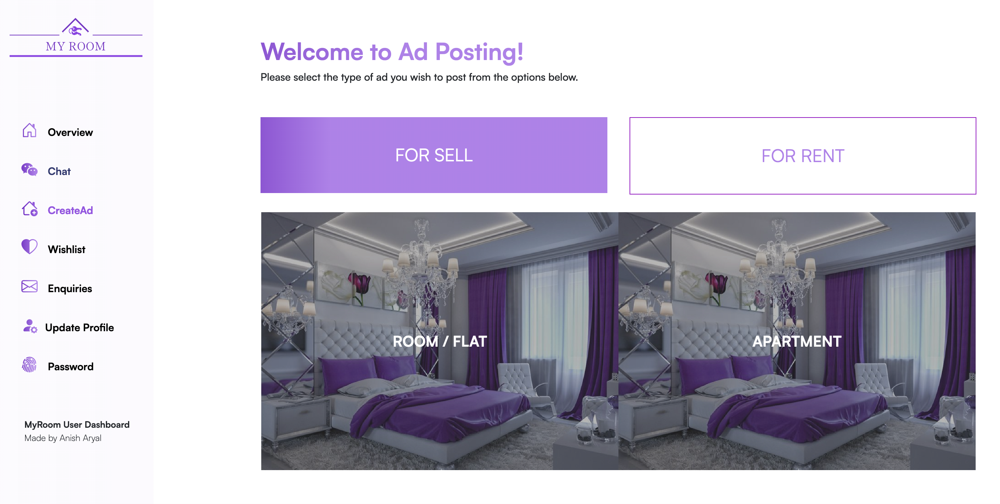 MY ROOM
Overview
Chat
CreateAd
Wishlist
Enquiries
Update Profile
Password
MyRoom User Dashboard
Made by Anish Aryal
Welcome to Ad Posting!
Please select the type of ad you wish to post from the options below.
FOR SELL
FOR RENT
ROOM / FLAT
APARTMENT